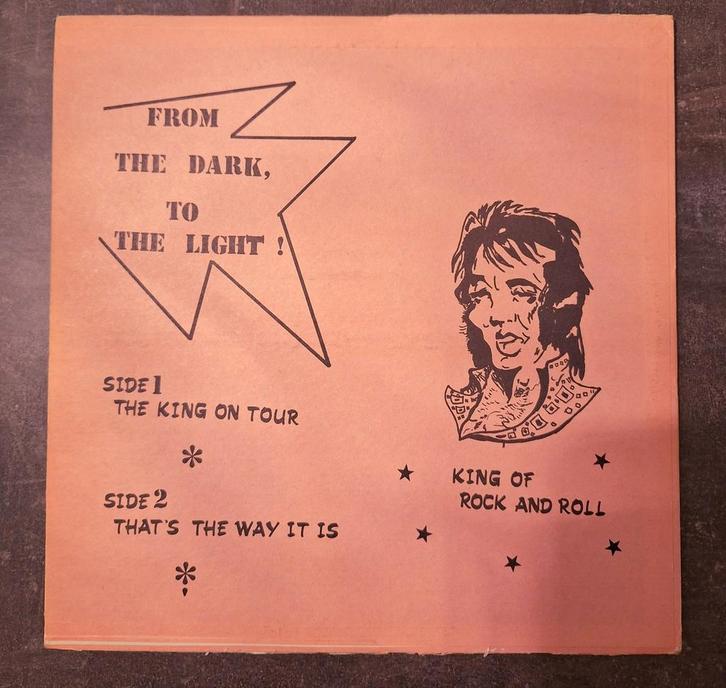 FROM
THE DARK,
TO
THE LIGHT !
SIDE 1
THE KING ON TOUR
SIDE 2
THAT'S THE WAY IT IS
KING OF
ROCK AND ROLL